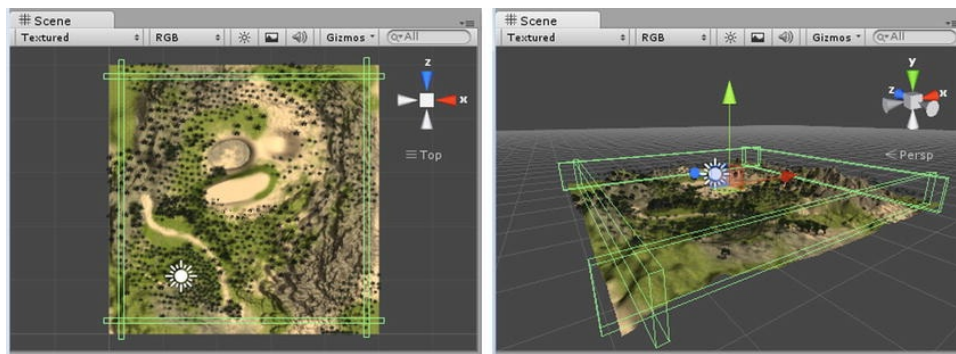 Scene
Textured RGB Gizmos All
z
x
Top
Scene
Textured RGB Gizmos All
y
z x
Persp